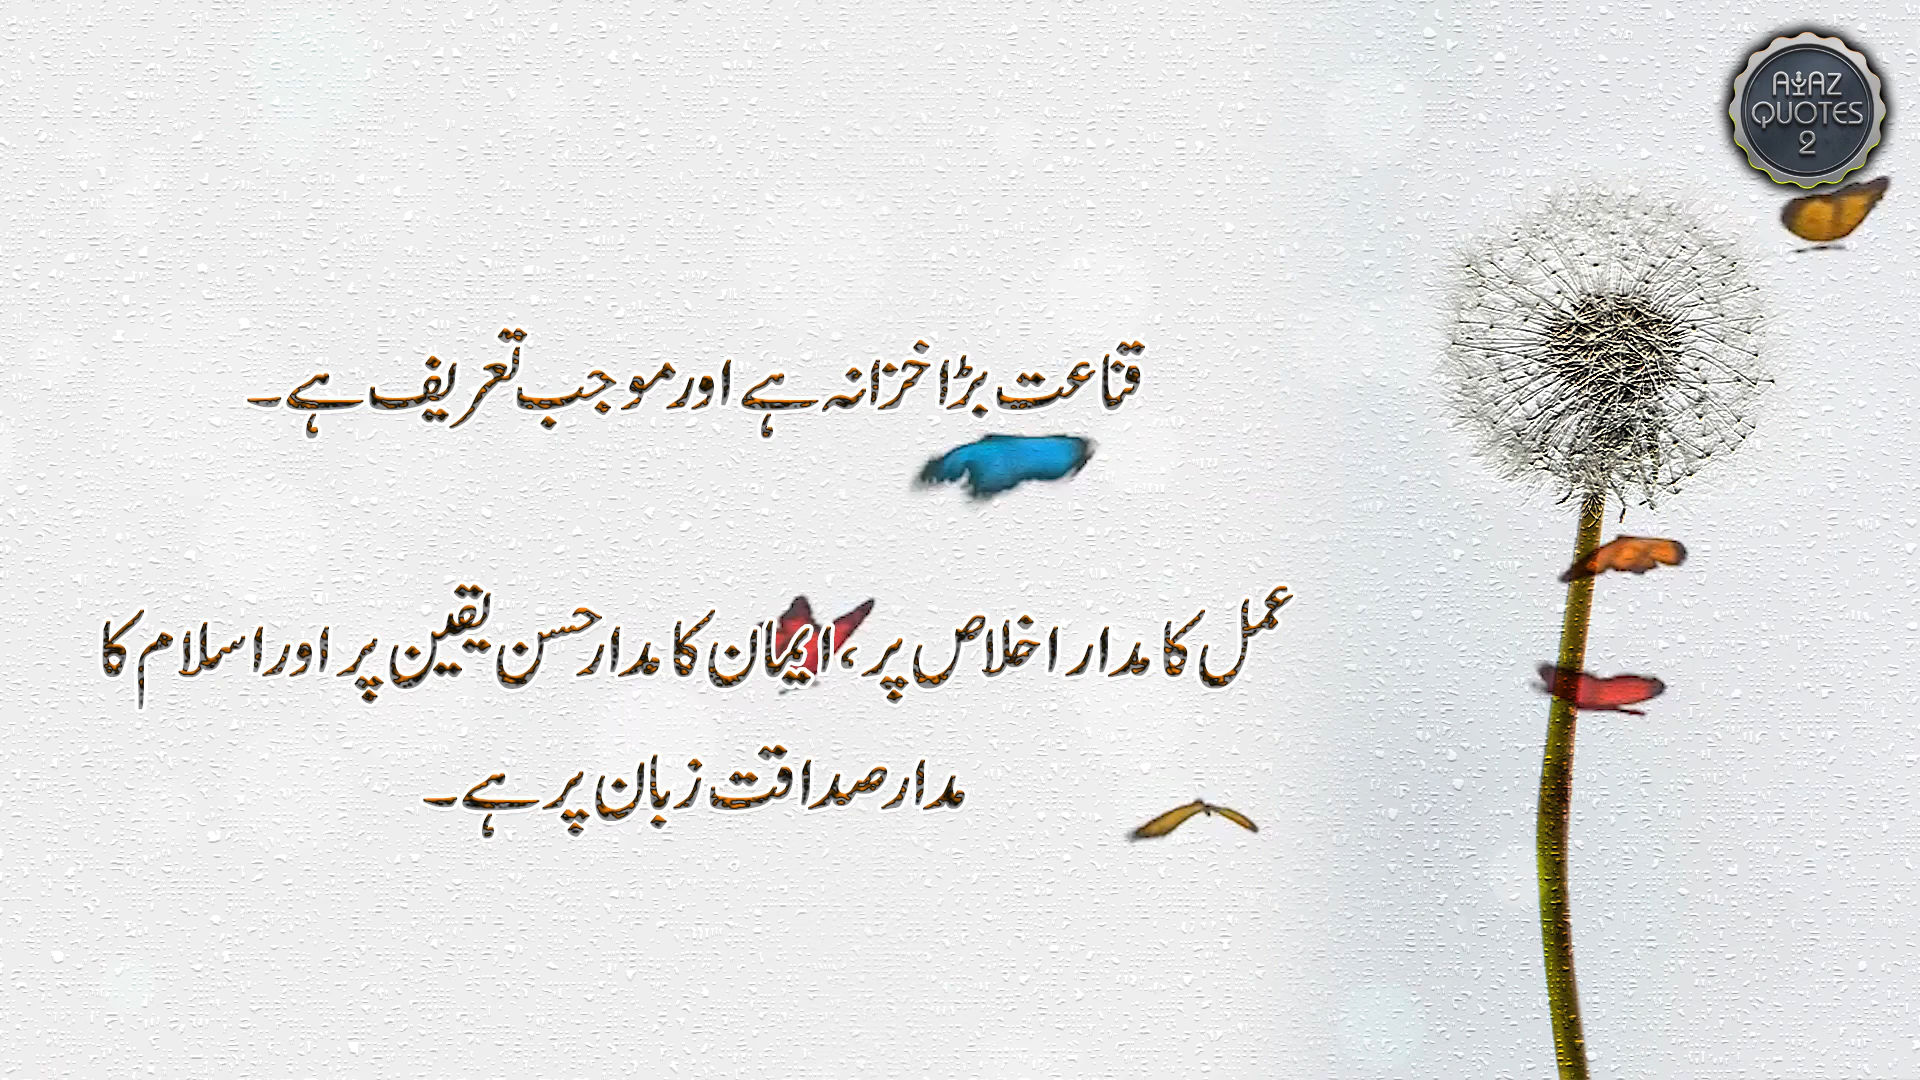 AYAZ
QUOTES
2
قناعت بڑا خزانہ ہے اور موجب تعریف ہے۔
عمل کا مدار اخلاص پر، ایمان کا مدار حسن یقین پر اور اسلام کا
مدار صداقت زبان پر ہے۔